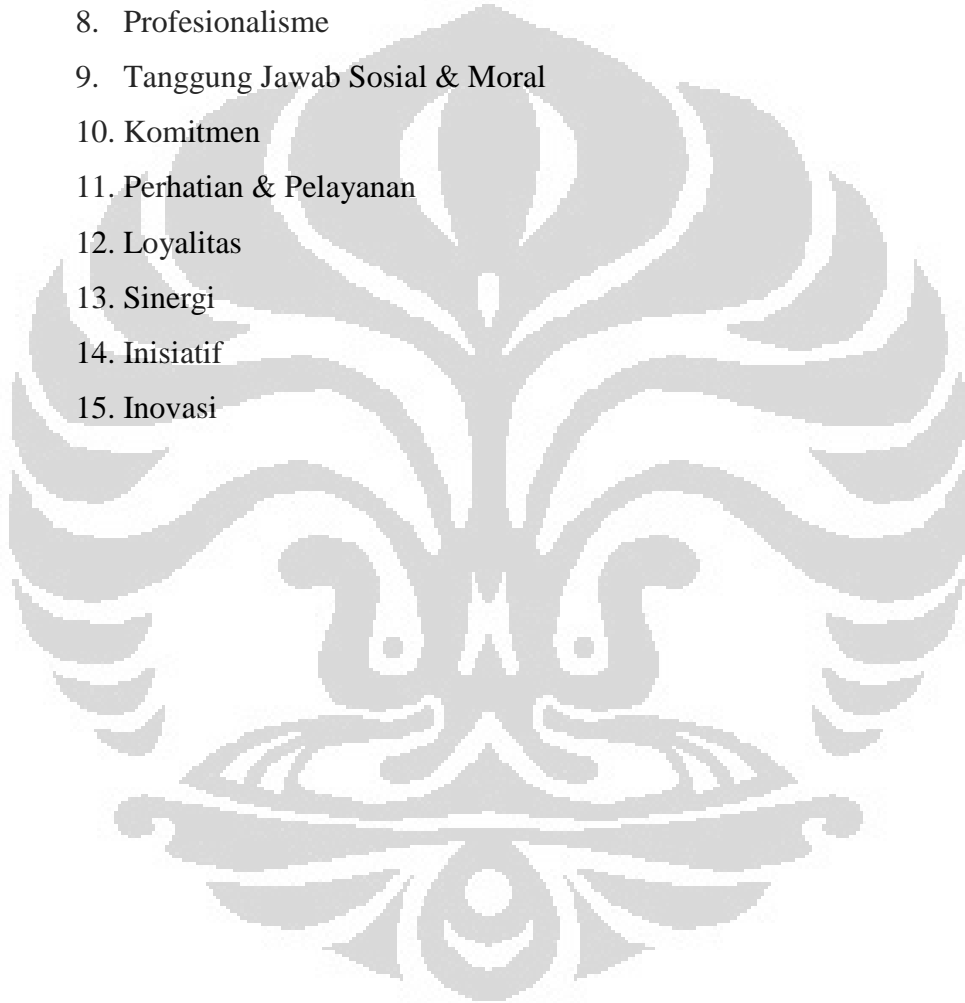 8. Profesionalisme
9. Tanggung Jawab Sosial & Moral
10. Komitmen
11. Perhatian & Pelayanan
12. Loyalitas
13. Sinergi
14. Inisiatif
15. Inovasi